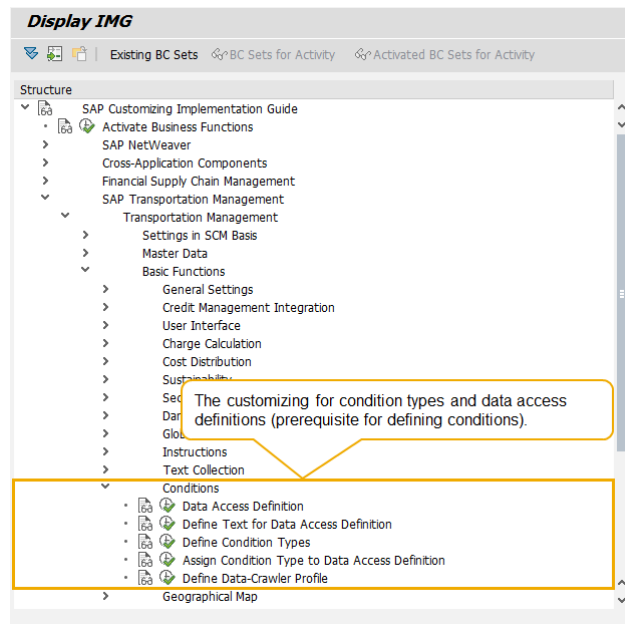 Display IMG
Existing BC Sets BC Sets for Activity Activated BC Sets for Activity
Structure
SAP Customizing Implementation Guide
Activate Business Functions
SAP NetWeaver
Cross-Application Components
Financial Supply Chain Management
SAP Transportation Management
Transportation Management
Settings in SCM Basis
Master Data
Basic Functions
General Settings
Credit Management Integration
User Interface
Charge Calculation
Cost Distribution
The customizing for condition types and data access
definitions (prerequisite for defining conditions).
Instructions
Text Collection
Conditions
Data Access Definition
Define Text for Data Access Definition
Define Condition Types
Assign Condition Type to Data Access Definition
Define Data-Crawler Profile
Geographical Map